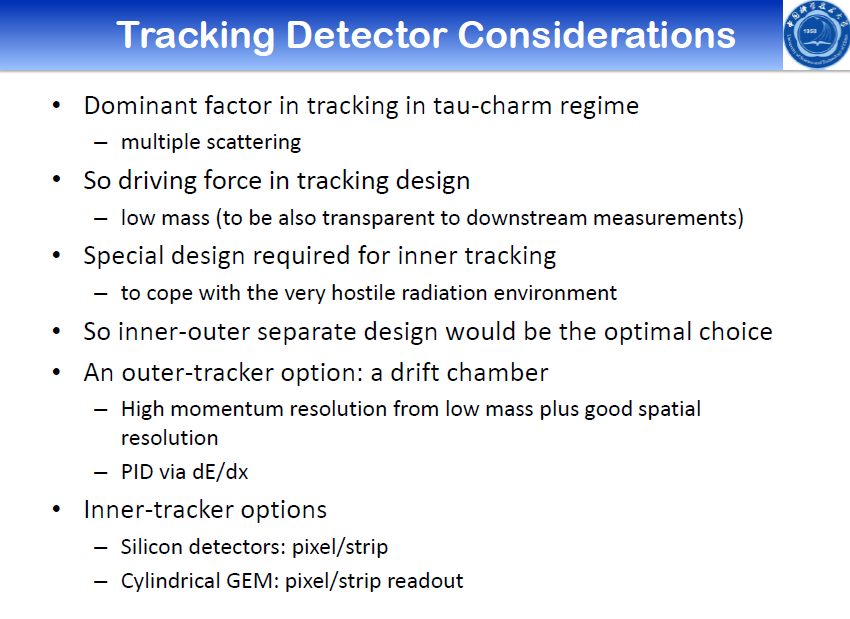 Tracking Detector Considerations
1958
• Dominant factor in tracking in tau-charm regime
– multiple scattering
• So driving force in tracking design
– low mass (to be also transparent to downstream measurements)
• Special design required for inner tracking
– to cope with the very hostile radiation environment
• So inner-outer separate design would be the optimal choice
• An outer-tracker option: a drift chamber
– High momentum resolution from low mass plus good spatial
resolution
– PID via dE/dx
• Inner-tracker options
– Silicon detectors: pixel/strip
– Cylindrical GEM: pixel/strip readout